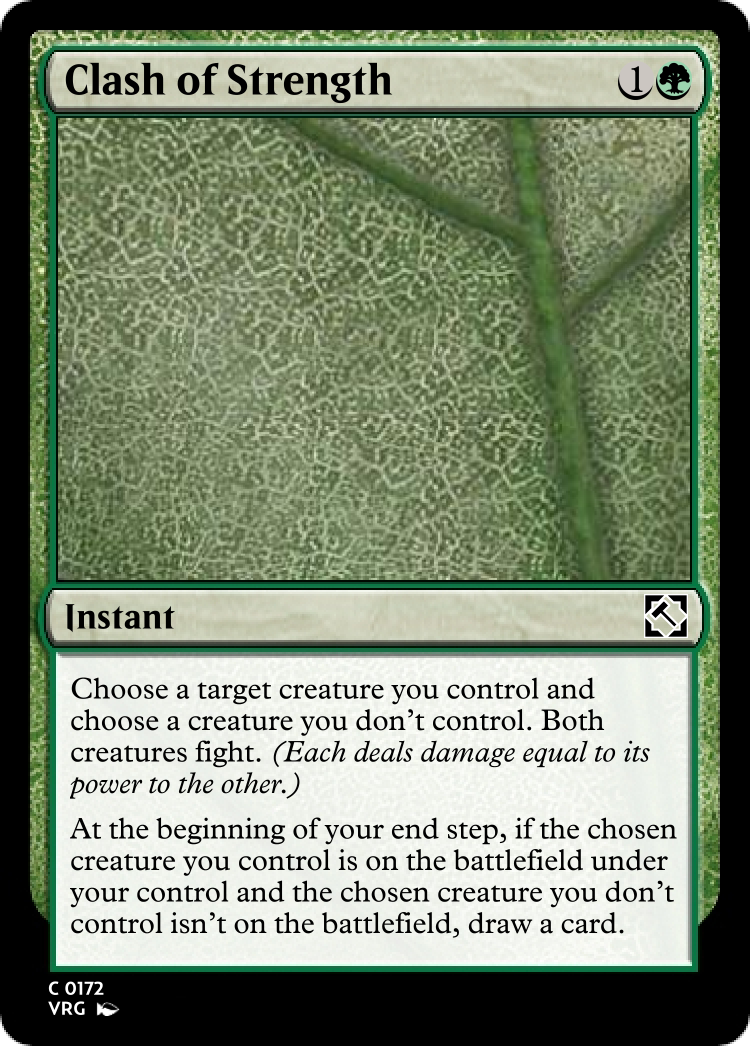 Clash of Strength 1
Instant
Choose a target creature you control and
choose a creature you don't control. Both
creatures fight. (Each deals damage equal to its
power to the other.)
At the beginning of your end step, if the chosen
creature you control is on the battlefield under
your control and the chosen creature you don't
control isn't on the battlefield, draw a card.
C 0172
VRG